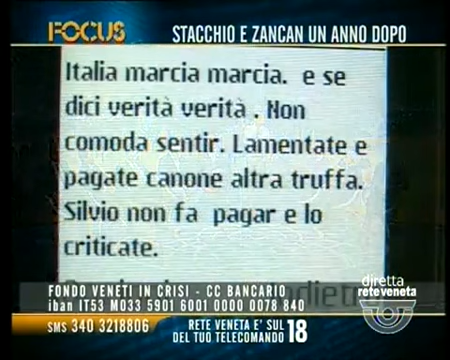 FOCUS
STACCHIO E ZANCAN UN ANNO DOPO
Italia marcia marcia. e se
dici verità verità . Non
comoda sentir. Lamentate e
pagate canone altra truffa.
Silvio non fa pagar e lo
criticate.
FONDO VENETI IN CRISI - CC BANCARIO
iban IT53 M033 5901 6001 0000 0078 840
diretta
reteveneta
SMS 340 3218806
RETE VENETA E' SUL
DEL TUO TELECOMANDO 18